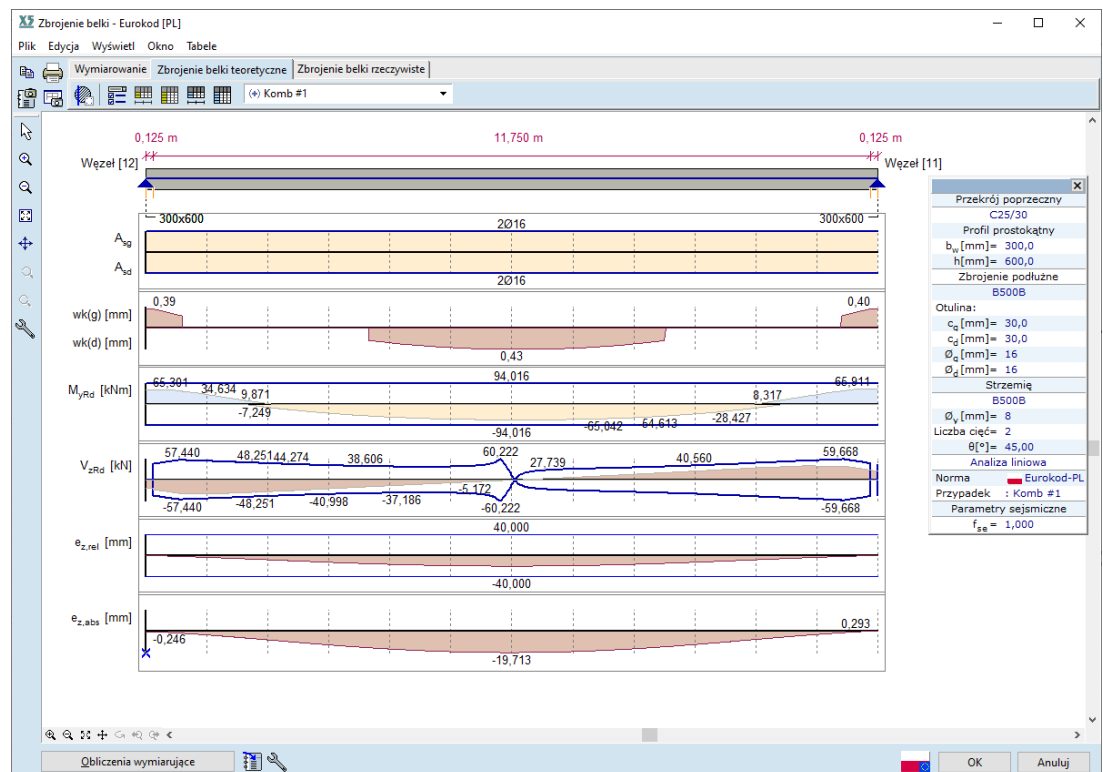 Zbrojenie belki - Eurokod [PL]
Plik Edycja Wyświetl Okno Tabele
Wymiarowanie Zbrojenie belki teoretyczne Zbrojenie belki rzeczywiste
(+) Komb #1
0,125 m 11,750 m 0,125 m
Węzeł [12] Węzeł [11]
300x600 2Ø16 300x600
Asg
Asd
2Ø16
wk(g) [mm] 0,39 0,40
wk(d) [mm]
0,43
94,016
MyRd [kNm] 65,301 34,634 9,871 8,317 65,911
-7,249 -65,042 -54,613 -28,427
-94,016
VzRd [kN] 57,440 48,251 44,274 38,606 60,222 27,739 40,560 59,668
-57,440 -48,251 -40,998 -37,186 -5,172 -60,222 -59,668
40,000
ez,rel [mm]
-40,000
ez,abs [mm] -0,246 0,293
-19,713
Przekrój poprzeczny
C25/30
Profil prostokątny
bw[mm]= 300,0
h[mm]= 600,0
Zbrojenie podłużne
B500B
Otulina:
cg[mm]= 30,0
cd[mm]= 30,0
Øg[mm]= 16
Ød[mm]= 16
Strzemię
B500B
Øv[mm]= 8
Liczba cięć= 2
θ[°]= 45,00
Analiza liniowa
Norma Eurokod-PL
Przypadek : Komb #1
Parametry sejsmiczne
fse= 1,000
Obliczenia wymiarujące OK Anuluj